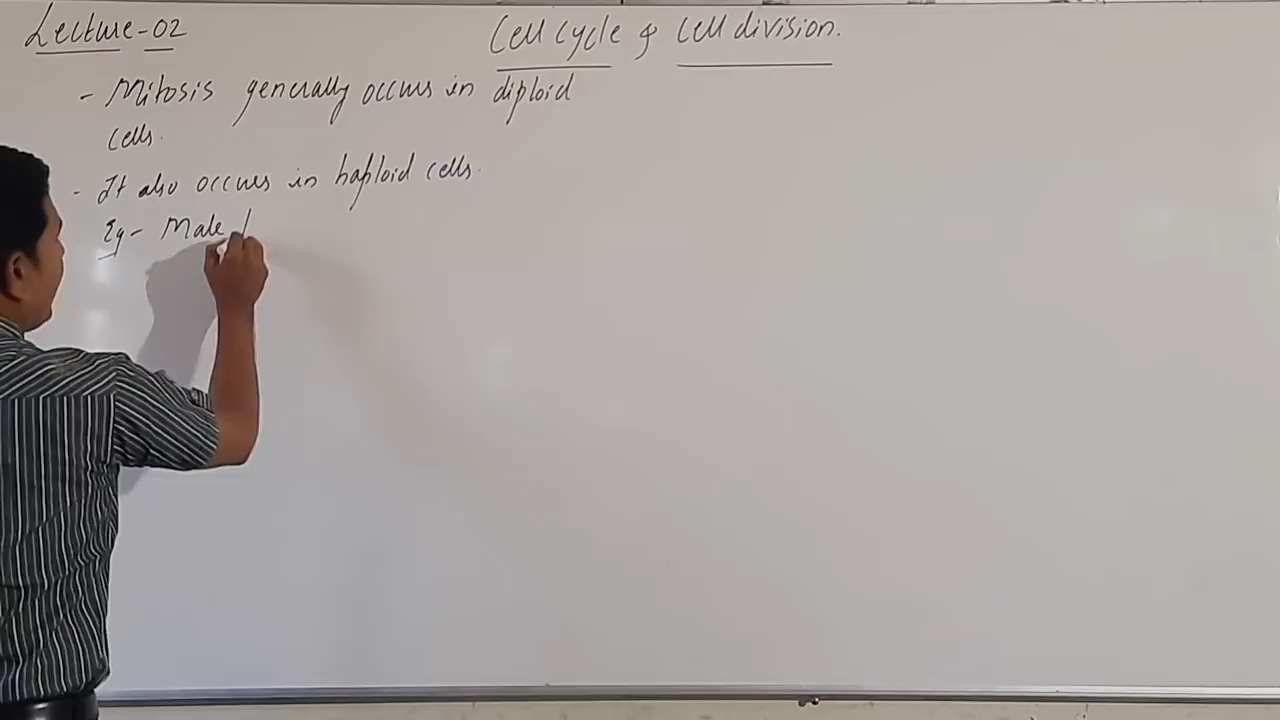 Lecture-02
Cell Cycle & Cell division.
- Mitosis generally occurs in diploid
cells.
- It also occurs in haploid cells.
Eg- Male